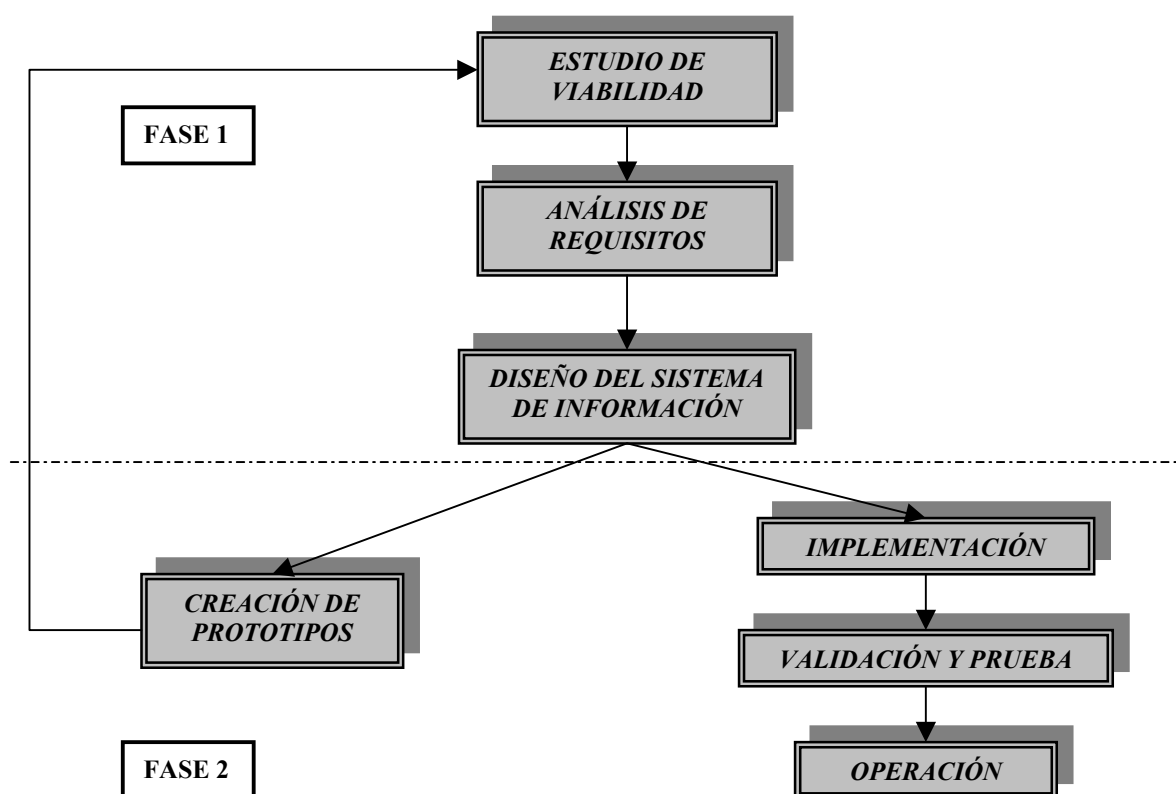 ESTUDIO DE
VIABILIDAD
FASE 1
ANÁLISIS DE
REQUISITOS
DISEÑO DEL SISTEMA
DE INFORMACIÓN
IMPLEMENTACIÓN
CREACIÓN DE
PROTOTIPOS
VALIDACIÓN Y PRUEBA
FASE 2
OPERACIÓN